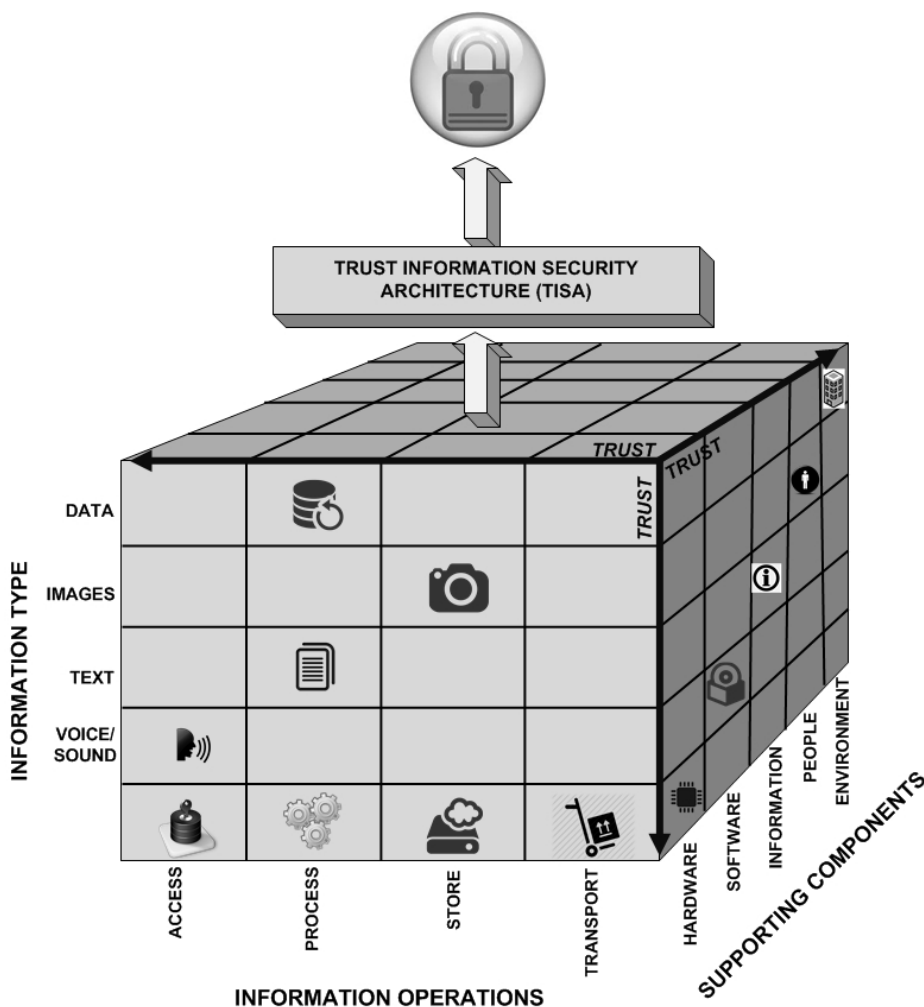 TRUST INFORMATION SECURITY
ARCHITECTURE (TISA)
TRUST
TRUST
TRUST
INFORMATION TYPE
DATA
IMAGES
TEXT
VOICE/
SOUND
ACCESS
PROCESS
STORE
TRANSPORT
HARDWARE
SOFTWARE
INFORMATION
PEOPLE
ENVIRONMENT
SUPPORTING COMPONENTS
INFORMATION OPERATIONS